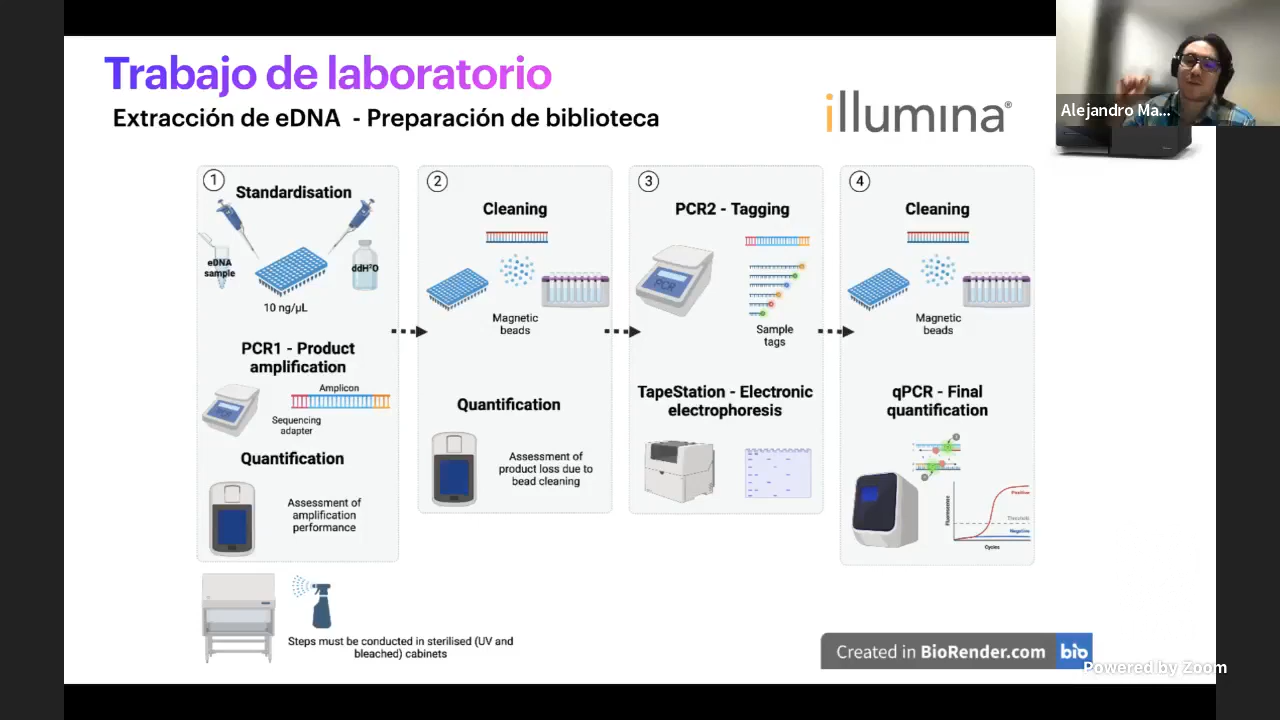 Trabajo de laboratorio
Extracción de eDNA - Preparación de biblioteca
illumina®
Alejandro Ma...
1
Standardisation
eDNA
sample
ddH²O
10 ng/µL
PCR1 - Product
amplification
PCR
Amplicon
Sequencing
adapter
Quantification
Assessment of
amplification
performance
2
Cleaning
Magnetic
beads
Quantification
Assessment of
product loss due to
bead cleaning
3
PCR2 - Tagging
PCR
Sample
tags
TapeStation - Electronic
electrophoresis
4
Cleaning
Magnetic
beads
qPCR - Final
quantification
Fluorescence
Positive
Threshold
Negative
Cycles
Steps must be conducted in sterilised (UV and
bleached) cabinets
Created in BioRender.com bio
Powered by Zoom